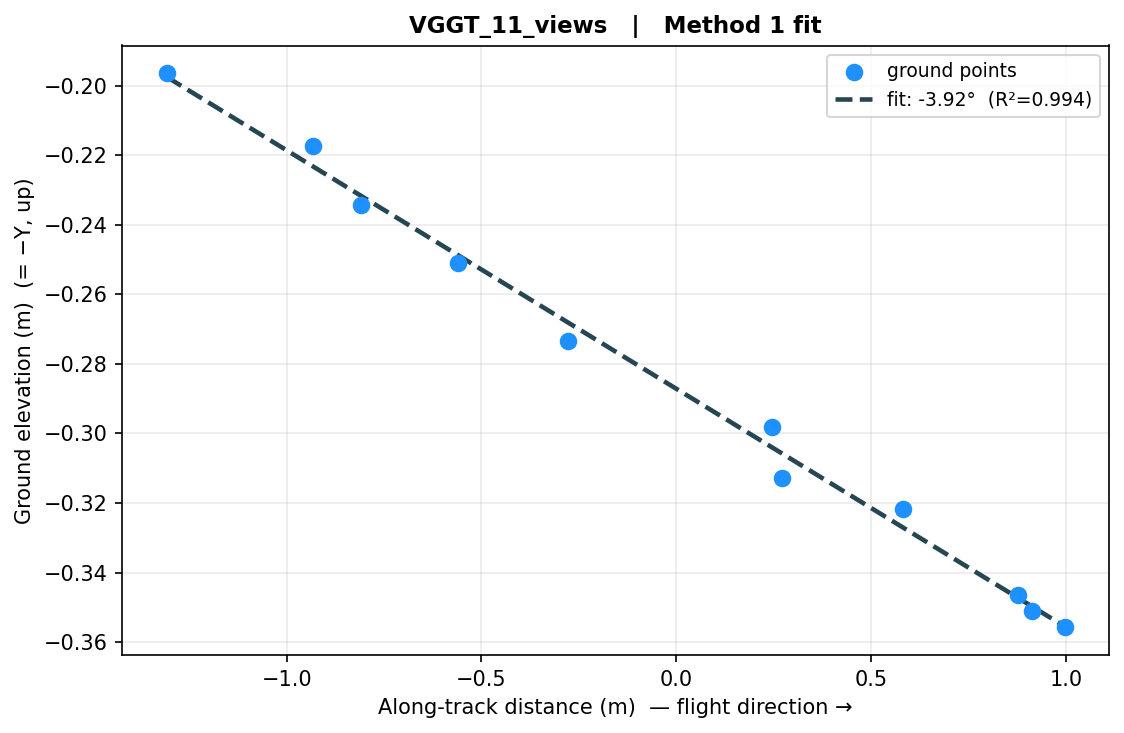 VGGT_11_views   |   Method 1 fit
ground points
fit: -3.92°  (R²=0.994)
Ground elevation (m)  (= −Y, up)
−0.20
−0.22
−0.24
−0.26
−0.28
−0.30
−0.32
−0.34
−0.36
−1.0
−0.5
0.0
0.5
1.0
Along-track distance (m)  — flight direction →